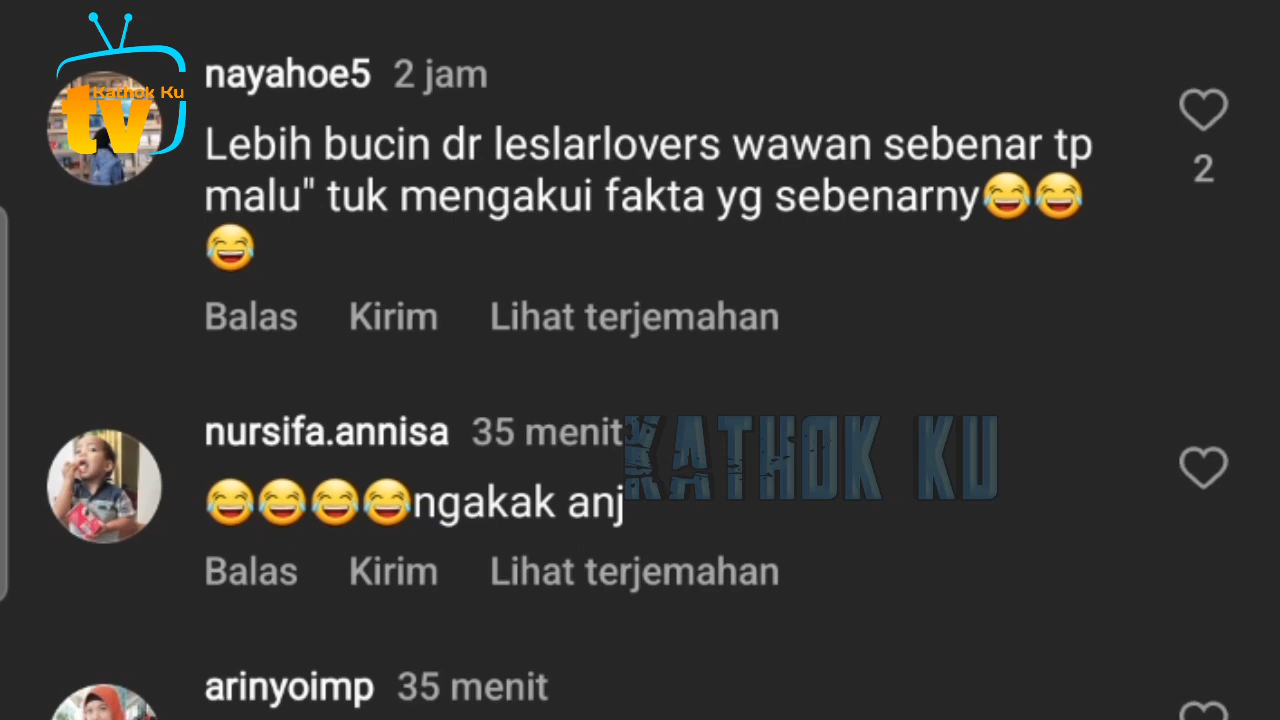 Kathok Ku
tv
nayahoe5 2 jam
Lebih bucin dr leslarlovers wawan sebenar tp
malu" tuk mengakui fakta yg sebenarny😂😂
😂
2
Balas Kirim Lihat terjemahan
nursifa.annisa 35 menit
KATHOK KU
😂😂😂😂ngakak anj
Balas Kirim Lihat terjemahan
arinyoimp 35 menit